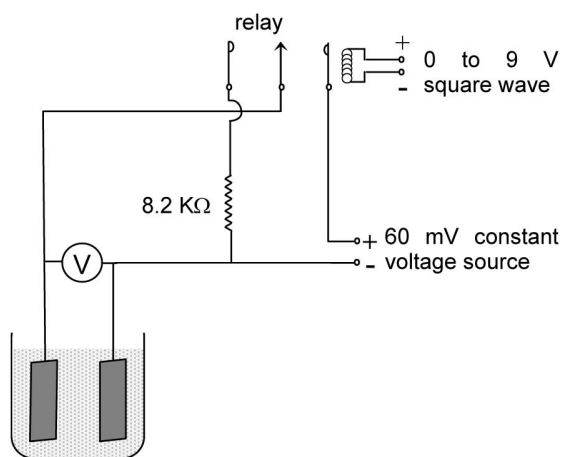 relay
+
0 to 9 V
- square wave
8.2 KΩ
+ 60 mV constant
- voltage source
V